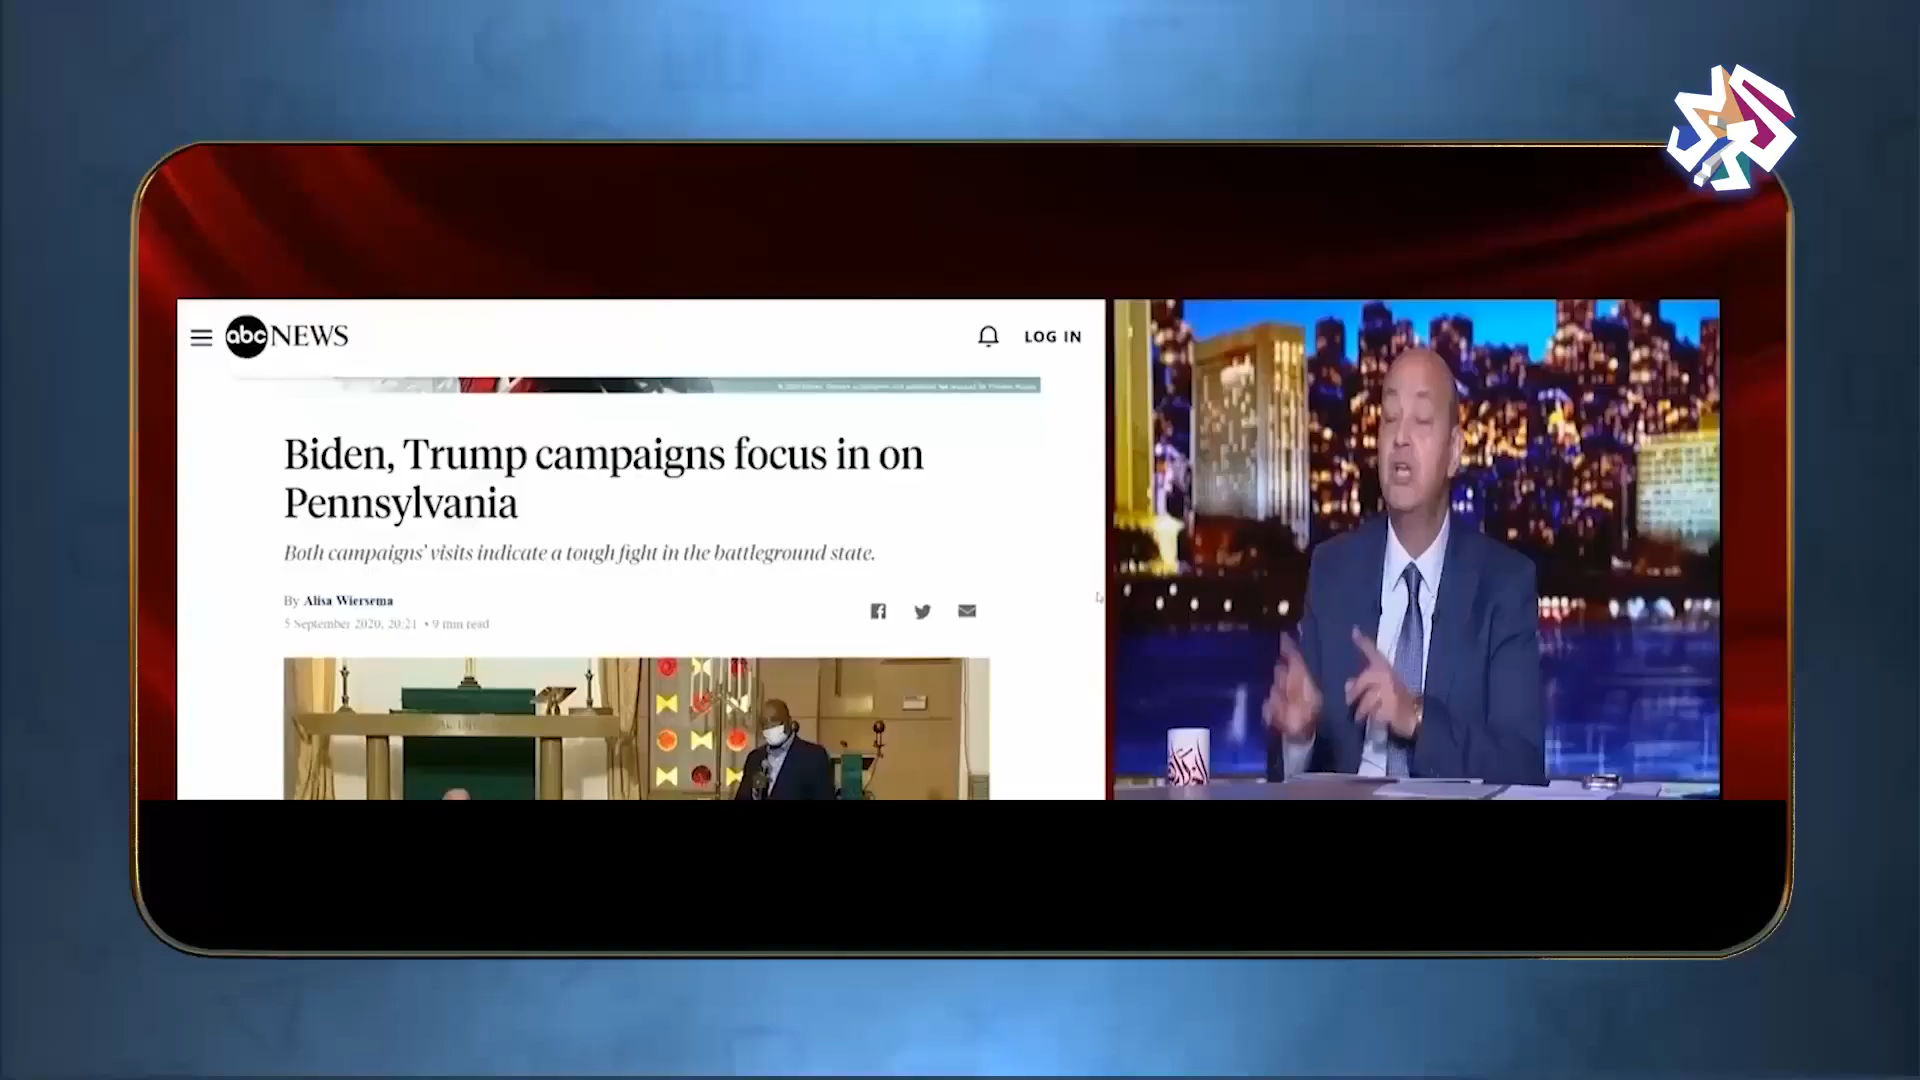 abc NEWS
LOG IN
Biden, Trump campaigns focus in on
Pennsylvania
Both campaigns' visits indicate a tough fight in the battleground state.
By Alisa Wiersema
5 September 2020, 20:21 • 9 min read